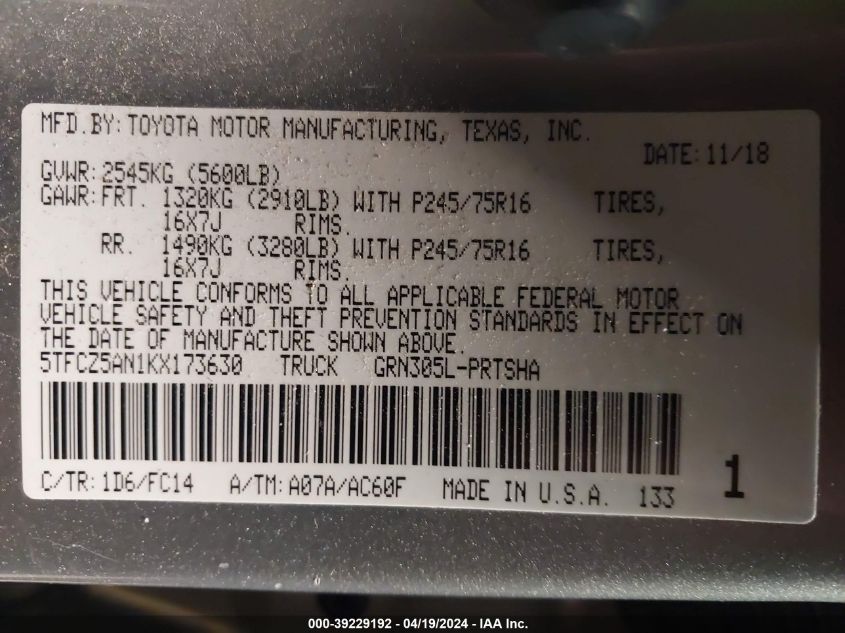 MFD.BY: TOYOTA MOTOR MANUFACTURING, TEXAS, INC.
DATE: 11/18
GVWR: 2545KG (5600LB)
GAWR: FRT. 1320KG (2910LB) WITH P245/75R16 TIRES,
16X7J RIMS.
RR. 1490KG (3280LB) WITH P245/75R16 TIRES,
16X7J RIMS.
THIS VEHICLE CONFORMS TO ALL APPLICABLE FEDERAL MOTOR
VEHICLE SAFETY AND THEFT PREVENTION STANDARDS IN EFFECT ON
THE DATE OF MANUFACTURE SHOWN ABOVE.
5TFCZ5AN1KX173630 TRUCK GRN305L-PRTSHA
C/TR: 1D6/FC14 A/TM: A07A/AC60F MADE IN U.S.A. 133 1
000-39229192 - 04/19/2024 - IAA Inc.